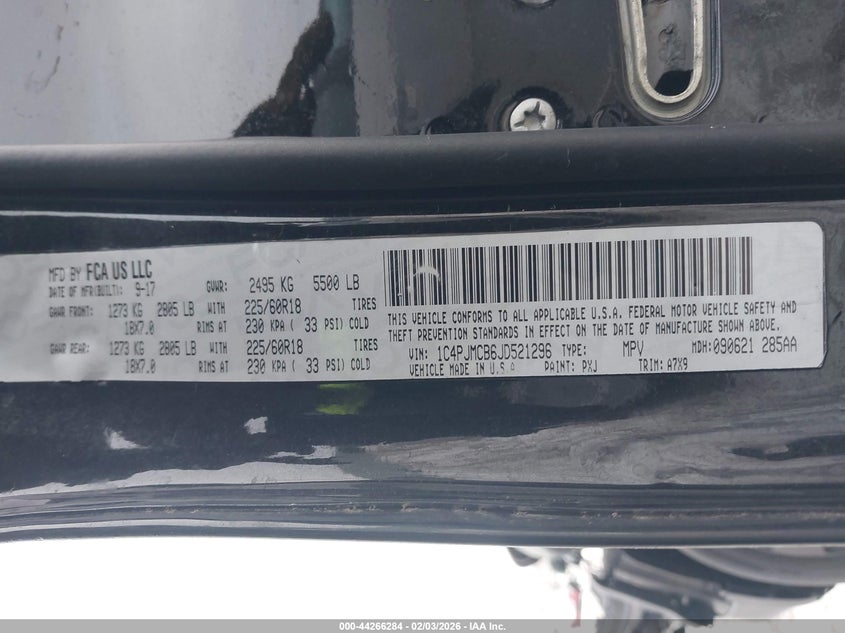 MFD BY FCA US LLC
DATE OF MFR(BUILT): 9-17 GVWR: 2495 KG 5500 LB
GAWR FRONT: 1273 KG 2805 LB WITH 225/60R18 TIRES
18X7.0 RIMS AT 230 KPA ( 33 PSI) COLD
GAWR REAR: 1273 KG 2805 LB WITH 225/60R18 TIRES
18X7.0 RIMS AT 230 KPA ( 33 PSI) COLD
THIS VEHICLE CONFORMS TO ALL APPLICABLE U.S.A. FEDERAL MOTOR VEHICLE SAFETY AND
THEFT PREVENTION STANDARDS IN EFFECT ON THE DATE OF MANUFACTURE SHOWN ABOVE.
VIN: 1C4PJMCB6JD521296 TYPE: MPV MDH: 090621 285AA
VEHICLE MADE IN U.S.A PAINT: PXJ TRIM: A7X9
000-44266284 - 02/03/2026 - IAA Inc.